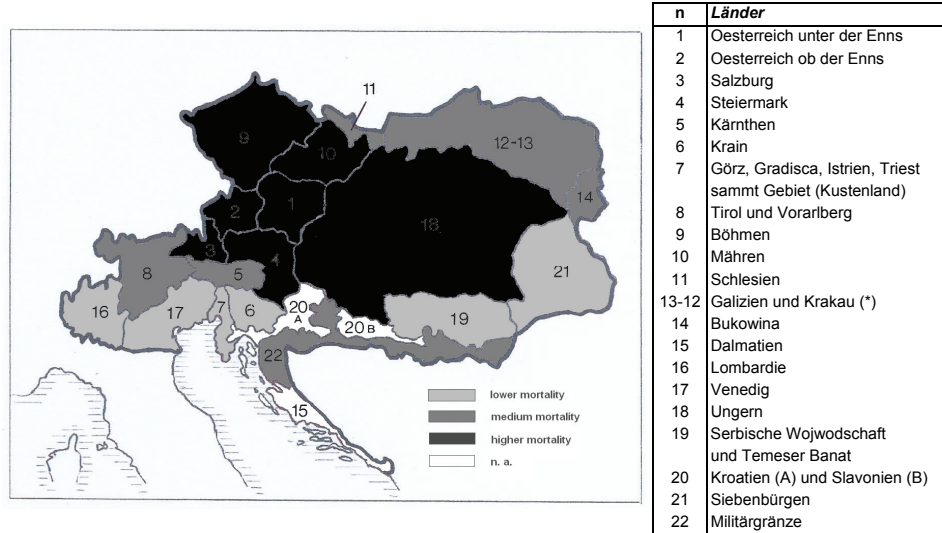 11
9
10
12-13
14
2
1
18
3
4
8
5
21
16
17
7
6
20
A
20 B
19
22
15
lower mortality
medium mortality
higher mortality
n. a.
n Länder
1 Oesterreich unter der Enns
2 Oesterreich ob der Enns
3 Salzburg
4 Steiermark
5 Kärnthen
6 Krain
7 Görz, Gradisca, Istrien, Triest
sammt Gebiet (Kustenland)
8 Tirol und Vorarlberg
9 Böhmen
10 Mähren
11 Schlesien
13-12 Galizien und Krakau (*)
14 Bukowina
15 Dalmatien
16 Lombardie
17 Venedig
18 Ungern
19 Serbische Wojwodschaft
und Temeser Banat
20 Kroatien (A) und Slavonien (B)
21 Siebenbürgen
22 Militärgränze